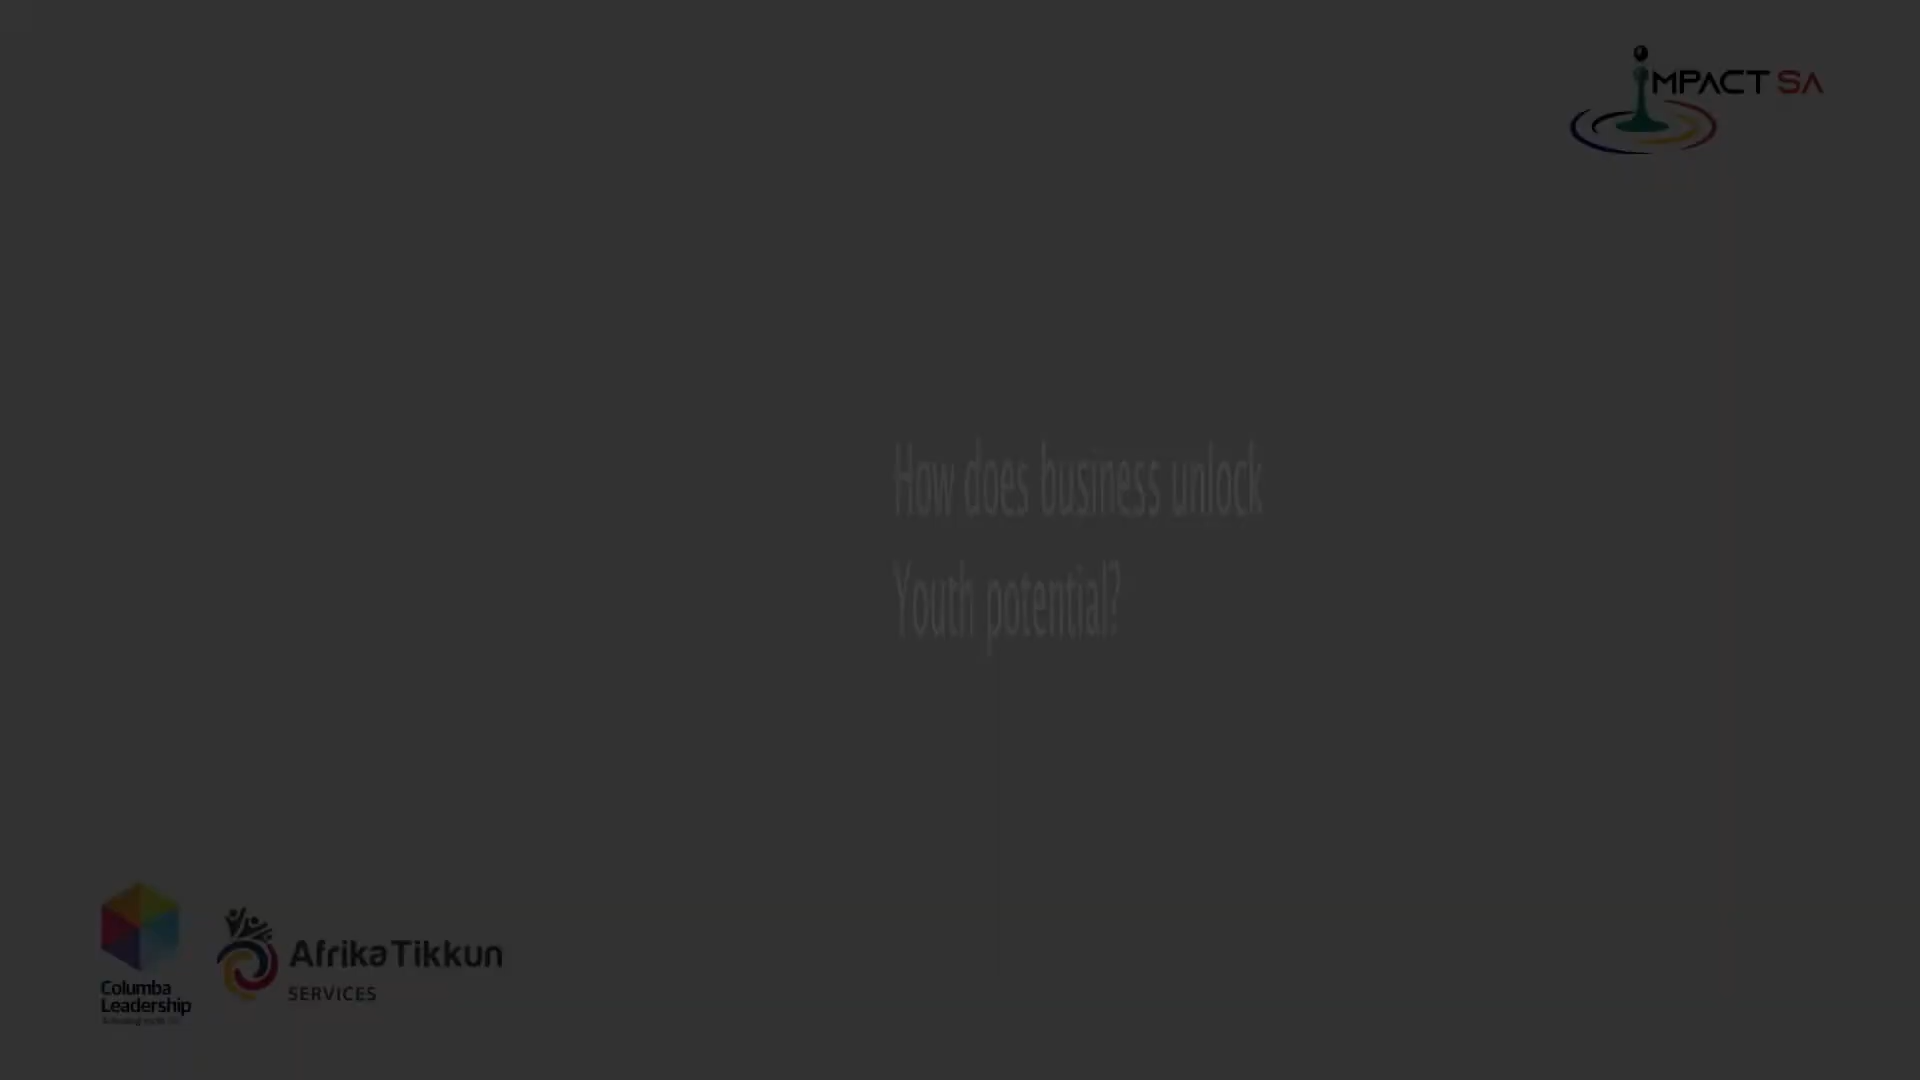 iMPACT SA
How does business unlock
Youth potential?
Columba
Leadership
Afrika Tikkun
SERVICES